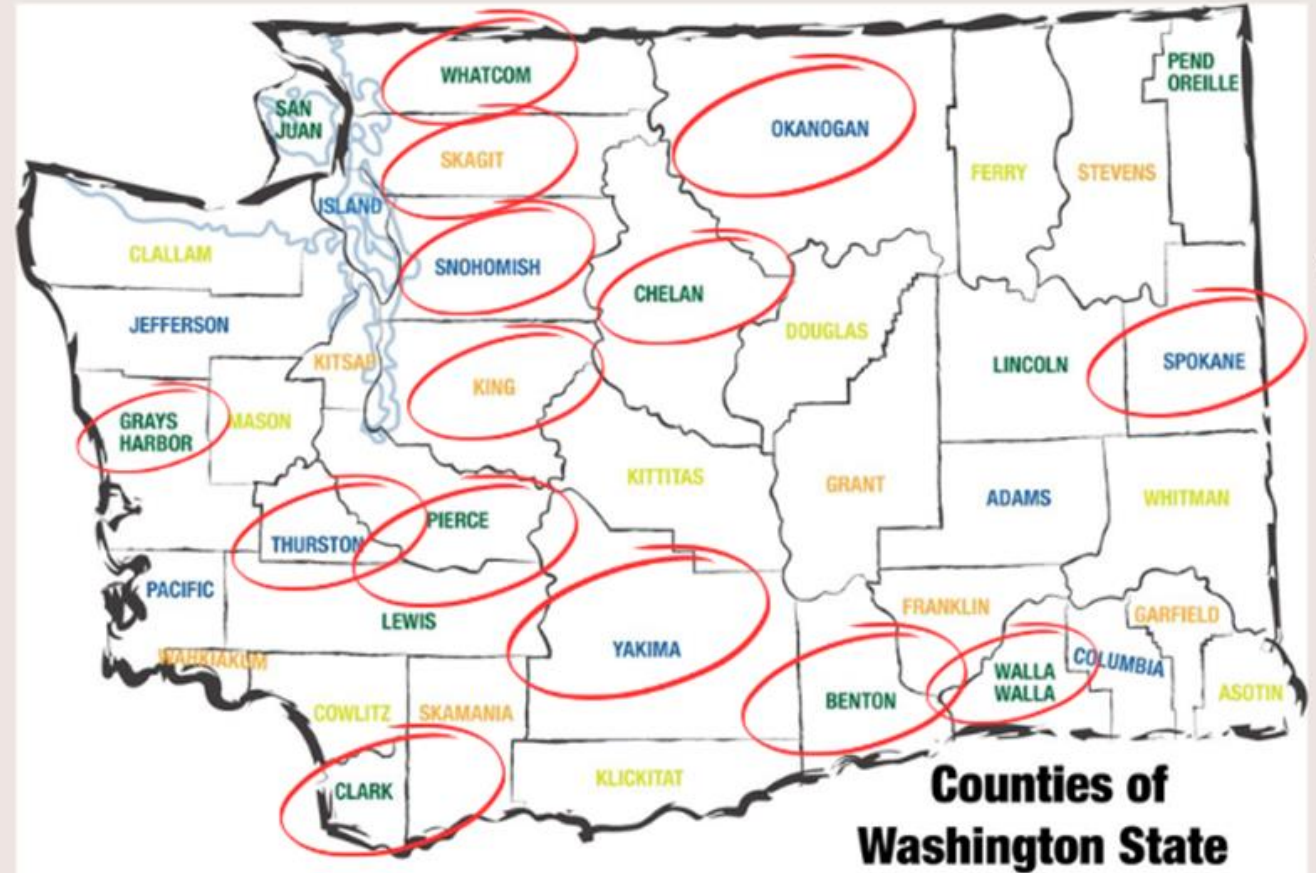 WHATCOM
PEND
OREILLE
SAN
JUAN
OKANOGAN
SKAGIT
FERRY
STEVENS
ISLAND
CLALLAM
SNOHOMISH
CHELAN
JEFFERSON
DOUGLAS
KITSAP
KING
LINCOLN
SPOKANE
GRAYS
HARBOR
MASON
KITTITAS
GRANT
ADAMS
WHITMAN
PIERCE
THURSTON
PACIFIC
LEWIS
FRANKLIN
GARFIELD
YAKIMA
WAHKIAKUM
WALLA
WALLA
COLUMBIA
BENTON
ASOTIN
COWLITZ
SKAMANIA
KLICKITAT
CLARK
Counties of
Washington State